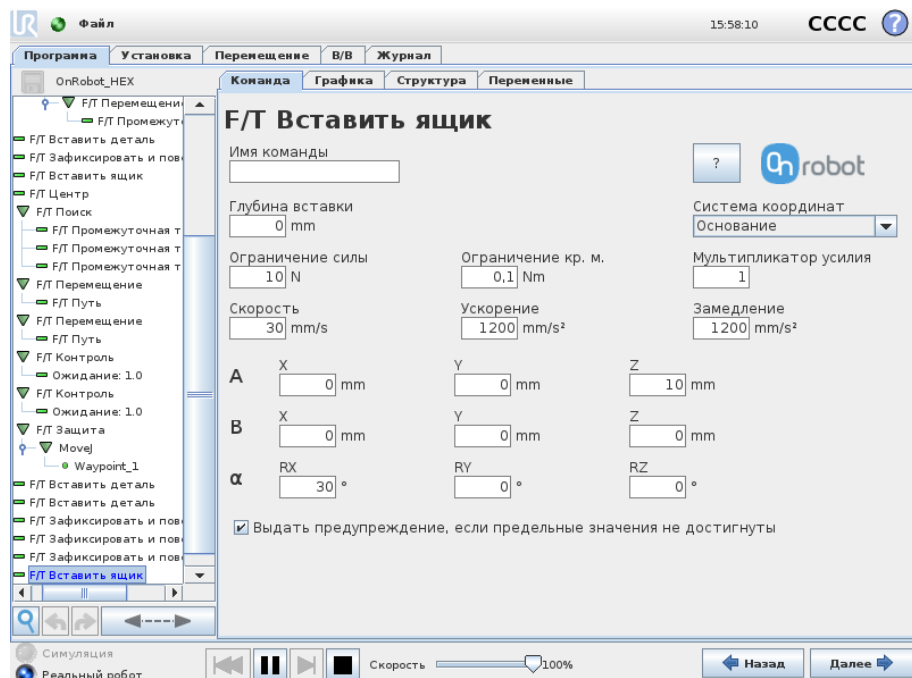 Файл
15:58:10
CCCC
?
Программа Установка Перемещение В/В Журнал
OnRobot_HEX
Команда Графика Структура Переменные
F/T Перемещени
F/T Промежут
F/T Вставить деталь
F/T Зафиксировать и пов
F/T Вставить ящик
F/T Центр
F/T Поиск
F/T Промежуточная т
F/T Промежуточная т
F/T Промежуточная т
F/T Перемещение
F/T Путь
F/T Перемещение
F/T Путь
F/T Контроль
Ожидание: 1.0
F/T Контроль
Ожидание: 1.0
F/T Защита
MoveJ
Waypoint_1
F/T Вставить деталь
F/T Вставить деталь
F/T Зафиксировать и пов
F/T Зафиксировать и пов
F/T Зафиксировать и пов
F/T Вставить ящик
F/T Вставить ящик
Имя команды
?
On robot
Глубина вставки
0 mm
Система координат
Основание
Ограничение силы Ограничение кр. м. Мультипликатор усилия
10 N 0,1 Nm 1
Скорость Ускорение Замедление
30 mm/s 1200 mm/s² 1200 mm/s²
X Y Z
A 0 mm 0 mm 10 mm
X Y Z
B 0 mm 0 mm 0 mm
RX RY RZ
α 30 ° 0 ° 0 °
Выдать предупреждение, если предельные значения не достигнуты
Симуляция
Реальный робот
Скорость 100%
Назад Далее